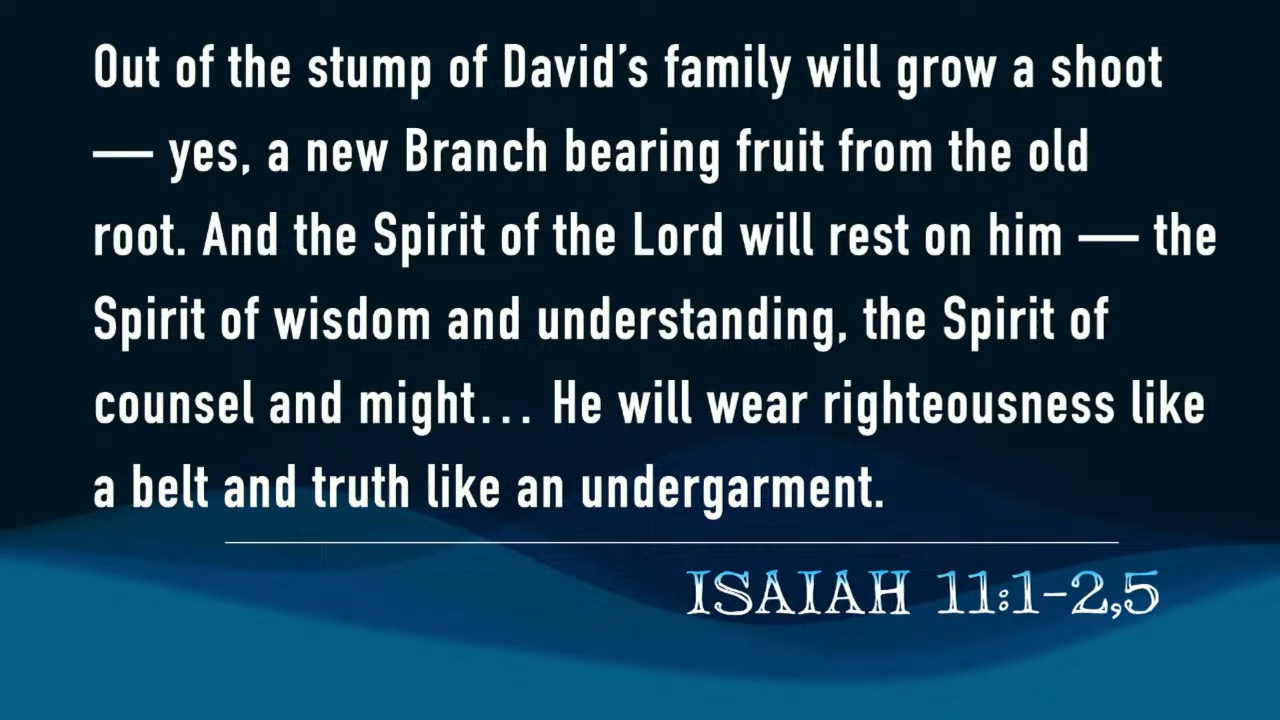 Out of the stump of David’s family will grow a shoot
— yes, a new Branch bearing fruit from the old
root. And the Spirit of the Lord will rest on him — the
Spirit of wisdom and understanding, the Spirit of
counsel and might… He will wear righteousness like
a belt and truth like an undergarment.
ISAIAH 11:1-2,5